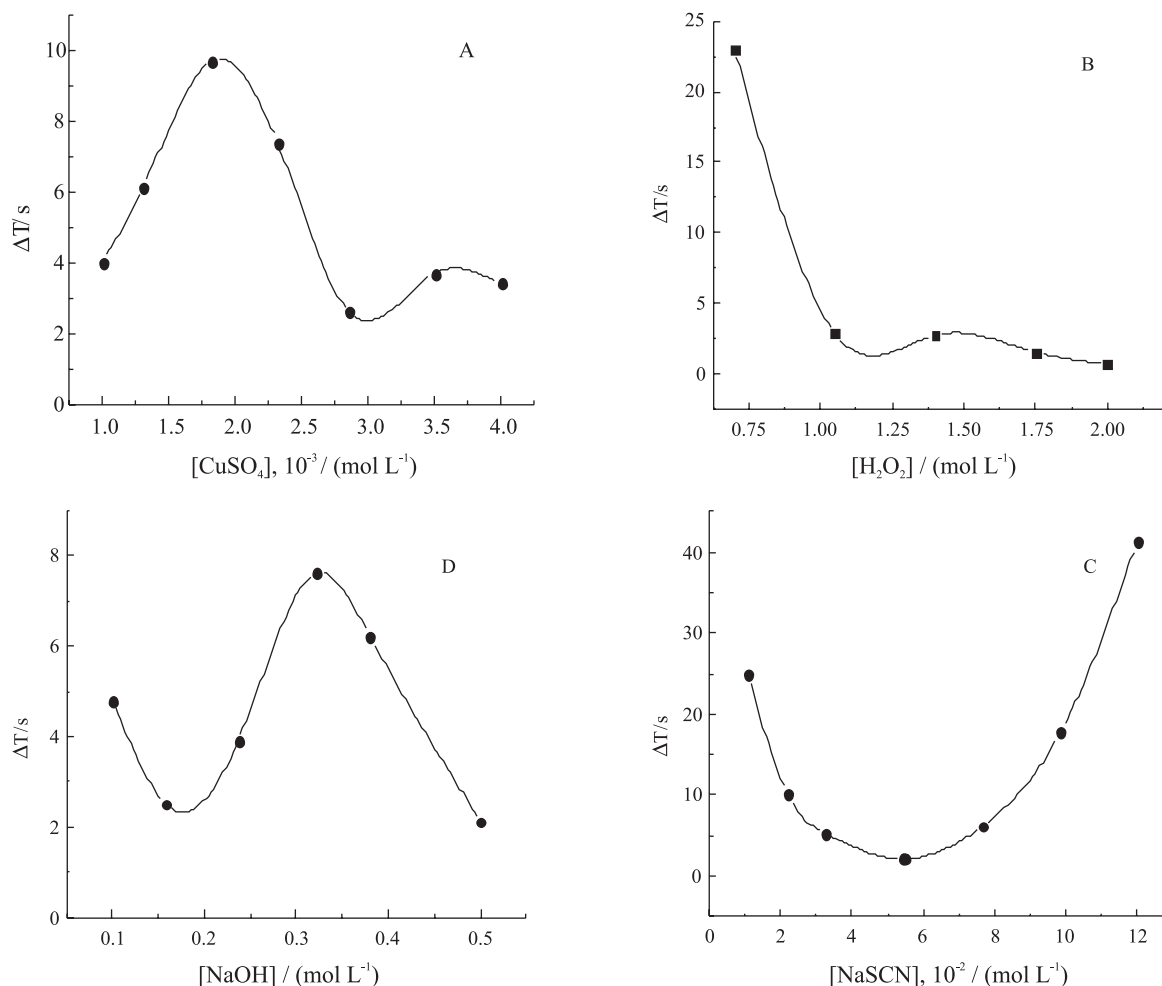 A
ΔT/ s
10
8
6
4
2
0
1.0 1.5 2.0 2.5 3.0 3.5 4.0
[CuSO₄], 10⁻³ / (mol L⁻¹)
B
ΔT/s
25
20
15
10
5
0
0.75 1.00 1.25 1.50 1.75 2.00
[H₂O₂] / (mol L⁻¹)
D
ΔT/s
8
6
4
2
0
0.1 0.2 0.3 0.4 0.5
[NaOH] / (mol L⁻¹)
C
ΔT/s
40
30
20
10
0
0 2 4 6 8 10 12
[NaSCN], 10⁻² / (mol L⁻¹)